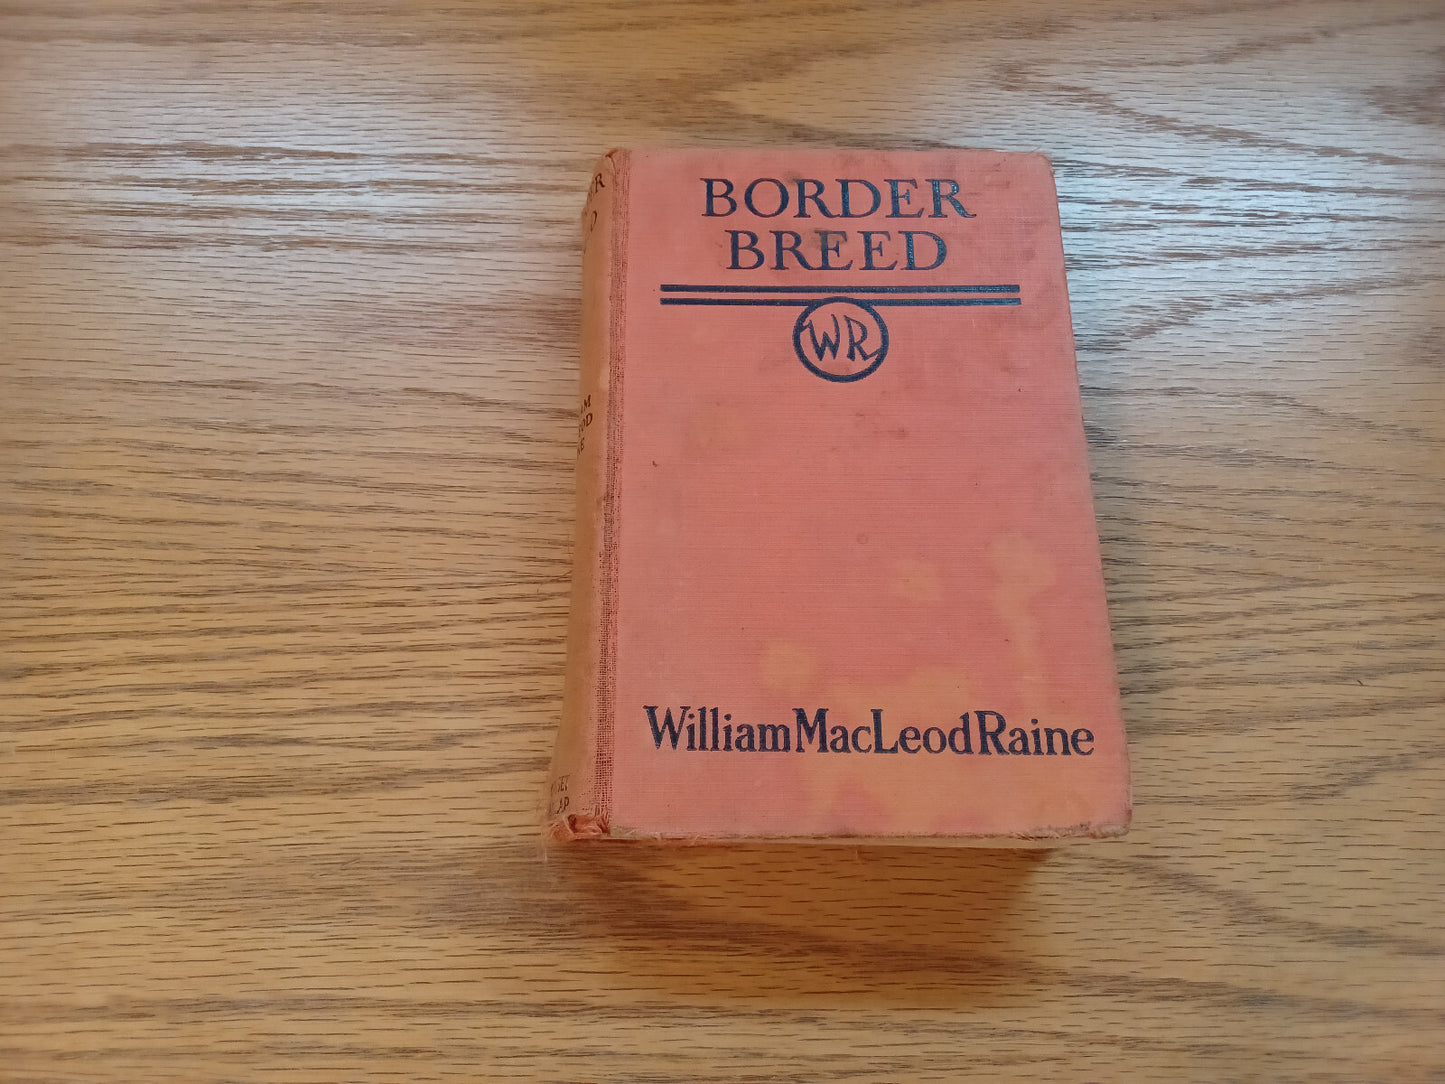 BORDER
BREED
WR
William MacLeod Raine